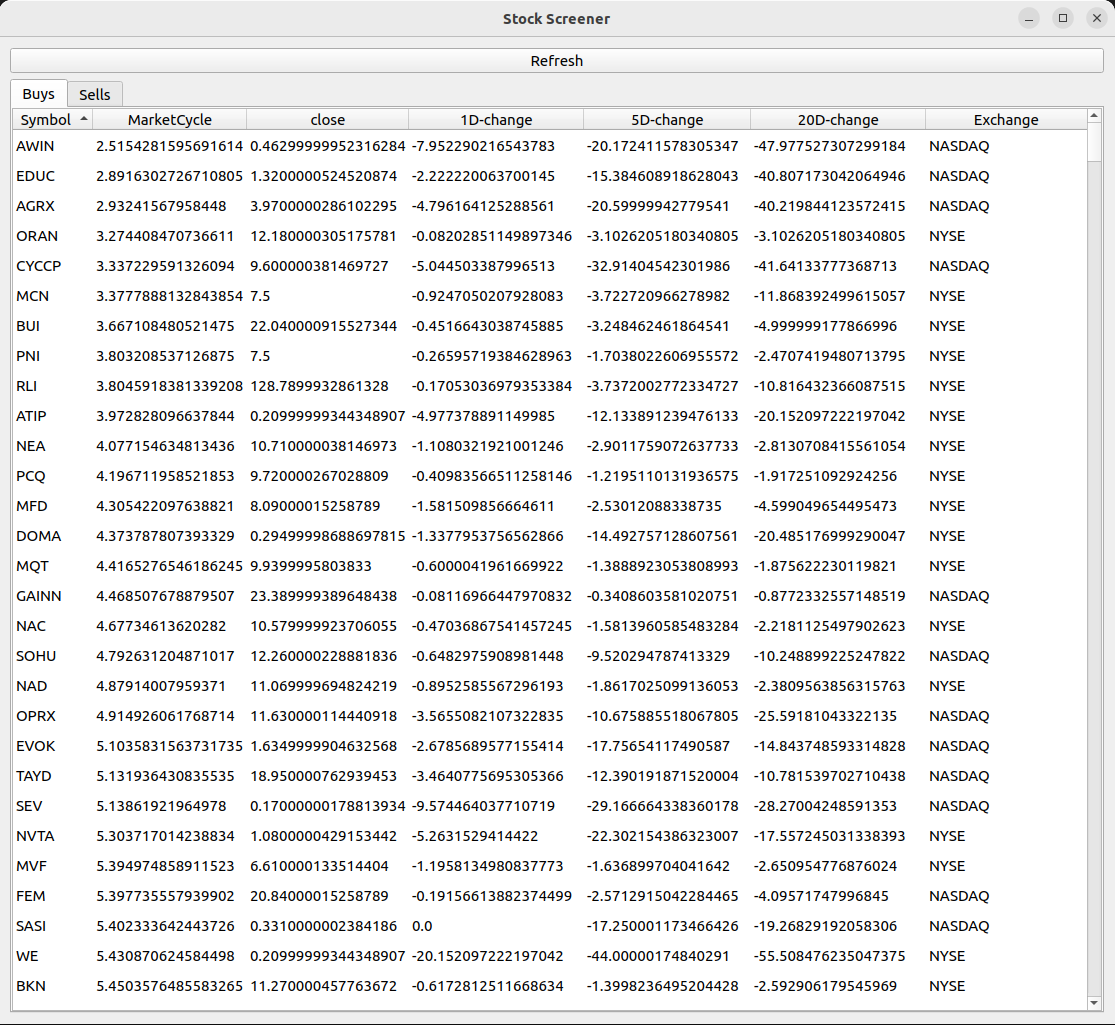 Stock Screener
Refresh
Buys Sells
Symbol MarketCycle close 1D-change 5D-change 20D-change Exchange
AWIN 2.5154281595691614 0.46299999952316284 -7.952290216543783 -20.172411578305347 -47.977527307299184 NASDAQ
EDUC 2.8916302726710805 1.3200000524520874 -2.222220063700145 -15.384608918628043 -40.807173042064946 NASDAQ
AGRX 2.93241567958448 3.9700000286102295 -4.796164125288561 -20.59999942779541 -40.219844123572415 NASDAQ
ORAN 3.274408470736611 12.180000305175781 -0.08202851149897346 -3.1026205180340805 -3.1026205180340805 NYSE
CYCCP 3.337229591326094 9.600000381469727 -5.044503387996513 -32.91404542301986 -41.64133777368713 NASDAQ
MCN 3.3777888132843854 7.5 -0.9247050207928083 -3.722720966278982 -11.868392499615057 NYSE
BUI 3.667108480521475 22.040000915527344 -0.4516643038745885 -3.248462461864541 -4.999999177866996 NYSE
PNI 3.803208537126875 7.5 -0.26595719384628963 -1.7038022606955572 -2.4707419480713795 NYSE
RLI 3.8045918381339208 128.7899932861328 -0.17053036979353384 -3.7372002772334727 -10.816432366087515 NYSE
ATIP 3.972828096637844 0.20999999344348907 -4.977378891149985 -12.133891239476133 -20.152097222197042 NYSE
NEA 4.077154634813436 10.710000038146973 -1.1080321921001246 -2.9011759072637733 -2.8130708415561054 NYSE
PCQ 4.196711958521853 9.720000267028809 -0.40983566511258146 -1.2195110131936575 -1.917251092924256 NYSE
MFD 4.305422097638821 8.09000015258789 -1.581509856664611 -2.53012088338735 -4.599049654495473 NYSE
DOMA 4.373787807393329 0.29499998688697815 -1.3377953756562866 -14.492757128607561 -20.485176999290047 NYSE
MQT 4.4165276546186245 9.9399995803833 -0.6000041961669922 -1.3888923053808993 -1.875622230119821 NYSE
GAINN 4.468507678879507 23.389999389648438 -0.08116966447970832 -0.3408603581020751 -0.8772332557148519 NASDAQ
NAC 4.67734613620282 10.579999923706055 -0.47036867541457245 -1.5813960585483284 -2.2181125497902623 NYSE
SOHU 4.792631204871017 12.260000228881836 -0.6482975908981448 -9.520294787413329 -10.248899225247822 NASDAQ
NAD 4.87914007959371 11.069999694824219 -0.8952585567296193 -1.8617025099136053 -2.3809563856315763 NYSE
OPRX 4.914926061768714 11.630000114440918 -3.5655082107322835 -10.675885518067805 -25.59181043322135 NASDAQ
EVOK 5.1035831563731735 1.6349999904632568 -2.6785689577155414 -17.75654117490587 -14.843748593314828 NASDAQ
TAYD 5.131936430835535 18.950000762939453 -3.4640775695305366 -12.390191871520004 -10.781539702710438 NASDAQ
SEV 5.13861921964978 0.17000000178813934 -9.574464037710719 -29.166664338360178 -28.27004248591353 NASDAQ
NVTA 5.303717014238834 1.0800000429153442 -5.2631529414422 -22.302154386323007 -17.557245031338393 NYSE
MVF 5.394974858911523 6.610000133514404 -1.1958134980837773 -1.636899704041642 -2.650954776876024 NYSE
FEM 5.397735557939902 20.84000015258789 -0.19156613882374499 -2.5712915042284465 -4.09571747996845 NASDAQ
SASI 5.402333642443726 0.3310000002384186 0.0 -17.250001173466426 -19.26829192058306 NASDAQ
WE 5.430870624584498 0.20999999344348907 -20.152097222197042 -44.00000174840291 -55.508476235047375 NYSE
BKN 5.4503576485583265 11.270000457763672 -0.6172812511668634 -1.3998236495204428 -2.592906179545969 NYSE